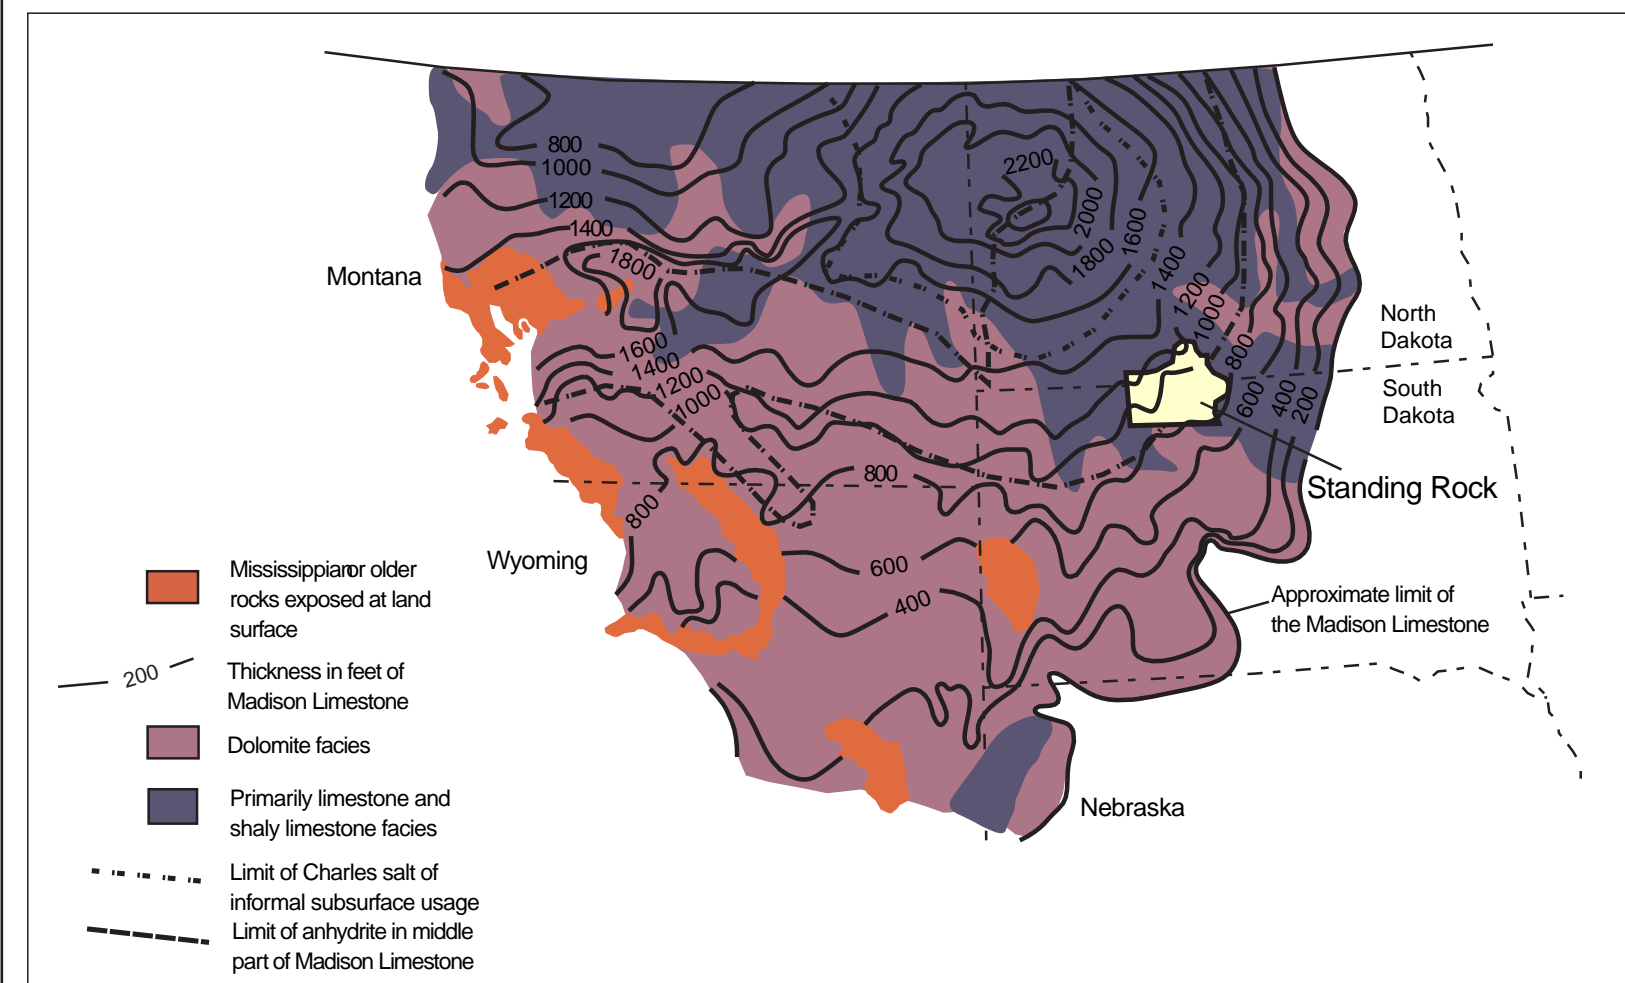 800
1000
1200
1400
1800
2200
2000
1800
1600
1400
1200
1000
800
600
400
200
Montana
1600
1400
1200
1000
800
800
600
400
North
Dakota
South
Dakota
Standing Rock
Wyoming
Approximate limit of
the Madison Limestone
Nebraska
Mississippianor older
rocks exposed at land
surface
200
Thickness in feet of
Madison Limestone
Dolomite facies
Primarily limestone and
shaly limestone facies
Limit of Charles salt of
informal subsurface usage
Limit of anhydrite in middle
part of Madison Limestone